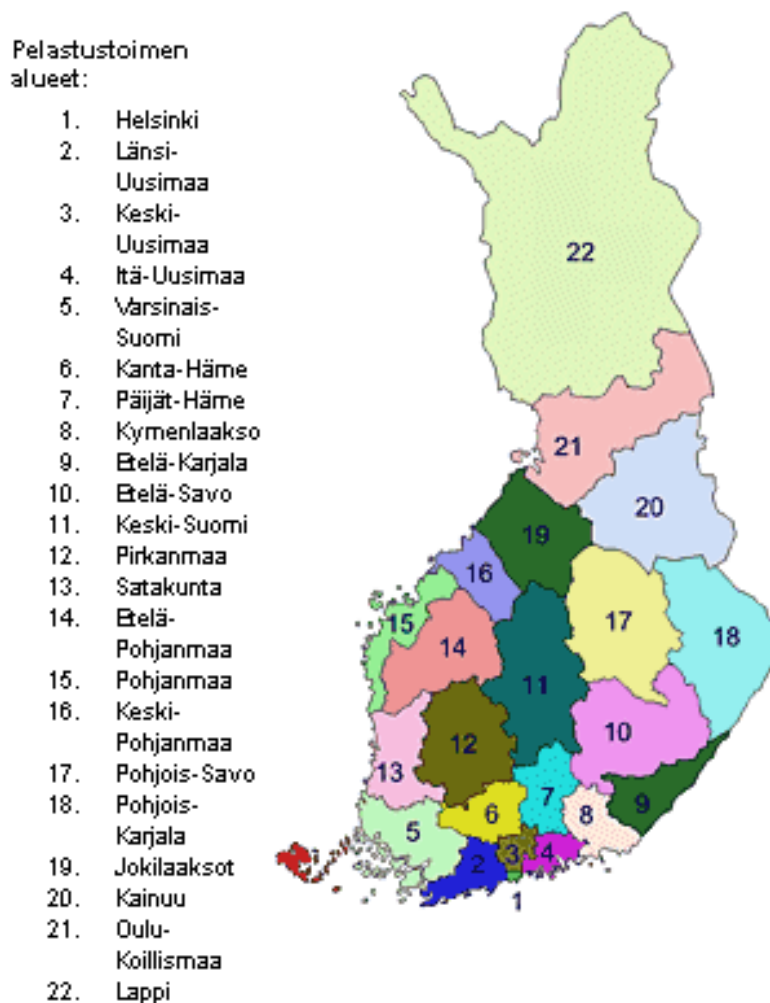 Pelastustoimen
alueet:
1. Helsinki
2. Länsi-
Uusimaa
3. Keski-
Uusimaa
4. Itä-Uusimaa
5. Varsinais-
Suomi
6. Kanta-Häme
7. Päijät-Häme
8. Kymenlaakso
9. Etelä-Karjala
10. Etelä-Savo
11. Keski-Suomi
12. Pirkanmaa
13. Satakunta
14. Etelä-
Pohjanmaa
15. Pohjanmaa
16. Keski-
Pohjanmaa
17. Pohjois-Savo
18. Pohjois-
Karjala
19. Jokilaaksot
20. Kainuu
21. Oulu-
Koillismaa
22. Lappi
22
21
20
19
16
15
17
18
14
11
10
12
13
7
9
6
8
5
2
3
4
1